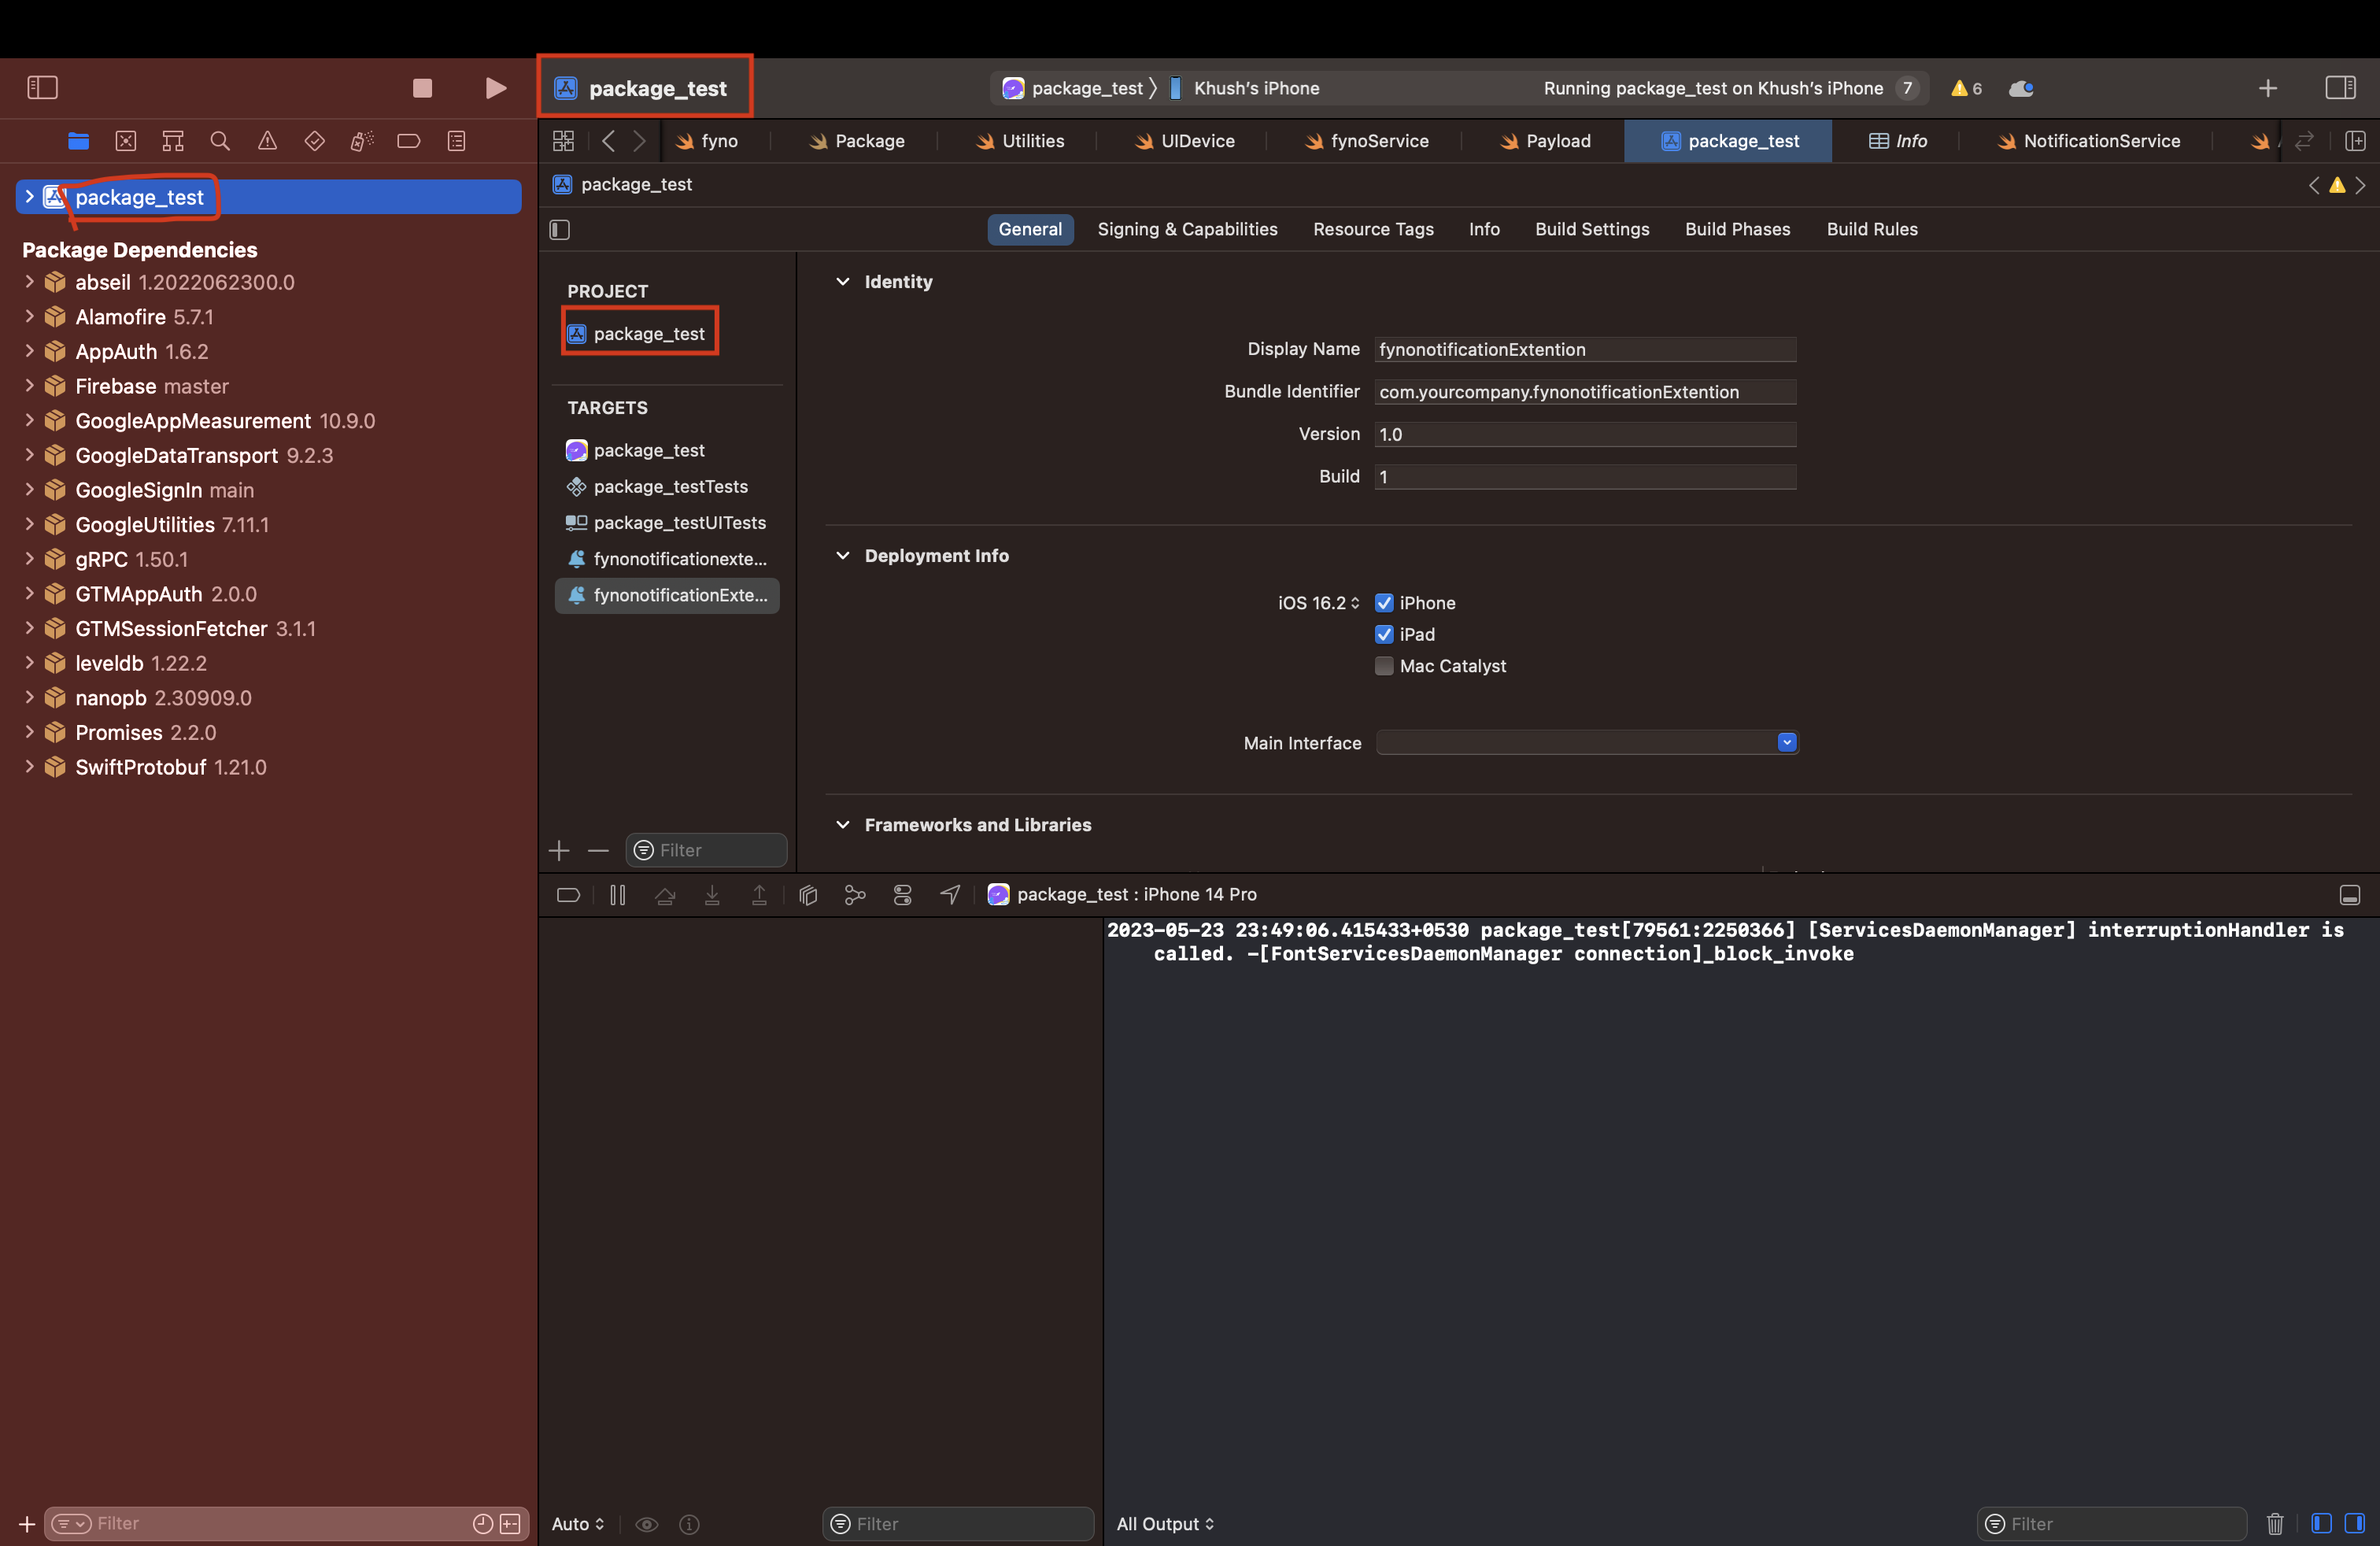 package_test
package_test 〉 Khush's iPhone
Running package_test on Khush's iPhone 7
6
fyno
Package
Utilities
UIDevice
fynoService
Payload
package_test
Info
NotificationService
package_test
General
Signing & Capabilities
Resource Tags
Info
Build Settings
Build Phases
Build Rules
package_test
Package Dependencies
abseil 1.2022062300.0
Alamofire 5.7.1
AppAuth 1.6.2
Firebase master
GoogleAppMeasurement 10.9.0
GoogleDataTransport 9.2.3
GoogleSignIn main
GoogleUtilities 7.11.1
gRPC 1.50.1
GTMAppAuth 2.0.0
GTMSessionFetcher 3.1.1
leveldb 1.22.2
nanopb 2.30909.0
Promises 2.2.0
SwiftProtobuf 1.21.0
Filter
PROJECT
package_test
TARGETS
package_test
package_testTests
package_testUITests
fynonotificationexte...
fynonotificationExte...
Filter
Identity
Display Name fynonotificationExtention
Bundle Identifier com.yourcompany.fynonotificationExtention
Version 1.0
Build 1
Deployment Info
iOS 16.2 iPhone
iPad
Mac Catalyst
Main Interface
Frameworks and Libraries
package_test : iPhone 14 Pro
2023-05-23 23:49:06.415433+0530 package_test[79561:2250366] [ServicesDaemonManager] interruptionHandler is
called. -[FontServicesDaemonManager connection]_block_invoke
Auto
Filter
All Output
Filter